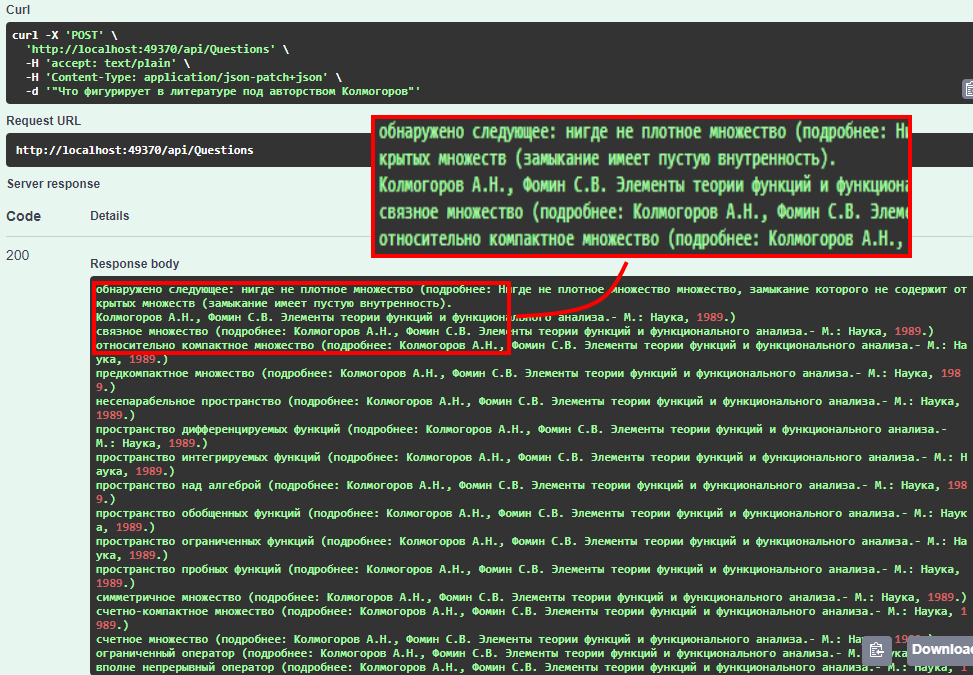 Curl
curl -X 'POST' \
'http://localhost:49370/api/Questions' \
-H 'accept: text/plain' \
-H 'Content-Type: application/json-patch+json' \
-d '"Что фигурирует в литературе под авторством Колмогоров"'
Request URL
http://localhost:49370/api/Questions
обнаружено следующее: нигде не плотное множество (подробнее: Ни
крытых множеств (замыкание имеет пустую внутренность).
Колмогоров А.Н., Фомин С.В. Элементы теории функций и функциона
связное множество (подробнее: Колмогоров А.Н., Фомин С.В. Элеме
относительно компактное множество (подробнее: Колмогоров А.Н.,
Server response
Code Details
200
Response body
обнаружено следующее: нигде не плотное множество (подробнее: Нигде не плотное множество множество, замыкание которого не содержит от
крытых множеств (замыкание имеет пустую внутренность).
Колмогоров А.Н., Фомин С.В. Элементы теории функций и функционального анализа.- М.: Наука, 1989.)
связное множество (подробнее: Колмогоров А.Н., Фомин С.В. Элементы теории функций и функционального анализа.- М.: Наука, 1989.)
относительно компактное множество (подробнее: Колмогоров А.Н., Фомин С.В. Элементы теории функций и функционального анализа.- М.: На
ука, 1989.)
предкомпактное множество (подробнее: Колмогоров А.Н., Фомин С.В. Элементы теории функций и функционального анализа.- М.: Наука, 198
9.)
несепарабельное пространство (подробнее: Колмогоров А.Н., Фомин С.В. Элементы теории функций и функционального анализа.- М.: Наука,
1989.)
пространство дифференцируемых функций (подробнее: Колмогоров А.Н., Фомин С.В. Элементы теории функций и функционального анализа.-
М.: Наука, 1989.)
пространство интегрируемых функций (подробнее: Колмогоров А.Н., Фомин С.В. Элементы теории функций и функционального анализа.- М.: Н
аука, 1989.)
пространство над алгеброй (подробнее: Колмогоров А.Н., Фомин С.В. Элементы теории функций и функционального анализа.- М.: Наука, 198
9.)
пространство обобщенных функций (подробнее: Колмогоров А.Н., Фомин С.В. Элементы теории функций и функционального анализа.- М.: Наук
а, 1989.)
пространство ограниченных функций (подробнее: Колмогоров А.Н., Фомин С.В. Элементы теории функций и функционального анализа.- М.: На
ука, 1989.)
пространство пробных функций (подробнее: Колмогоров А.Н., Фомин С.В. Элементы теории функций и функционального анализа.- М.: Наука,
1989.)
симметричное множество (подробнее: Колмогоров А.Н., Фомин С.В. Элементы теории функций и функционального анализа.- М.: Наука, 1989.)
счетно-компактное множество (подробнее: Колмогоров А.Н., Фомин С.В. Элементы теории функций и функционального анализа.- М.: Наука, 1
989.)
счетное множество (подробнее: Колмогоров А.Н., Фомин С.В. Элементы теории функций и функционального анализа.- М.:
ограниченный оператор (подробнее: Колмогоров А.Н., Фомин С.В. Элементы теории функций и функционального анализа.- М.:
вполне непрерывный оператор (подробнее: Колмогоров А.Н., Фомин С.В. Элементы теории функций и функционального анализа.- М.:
Download